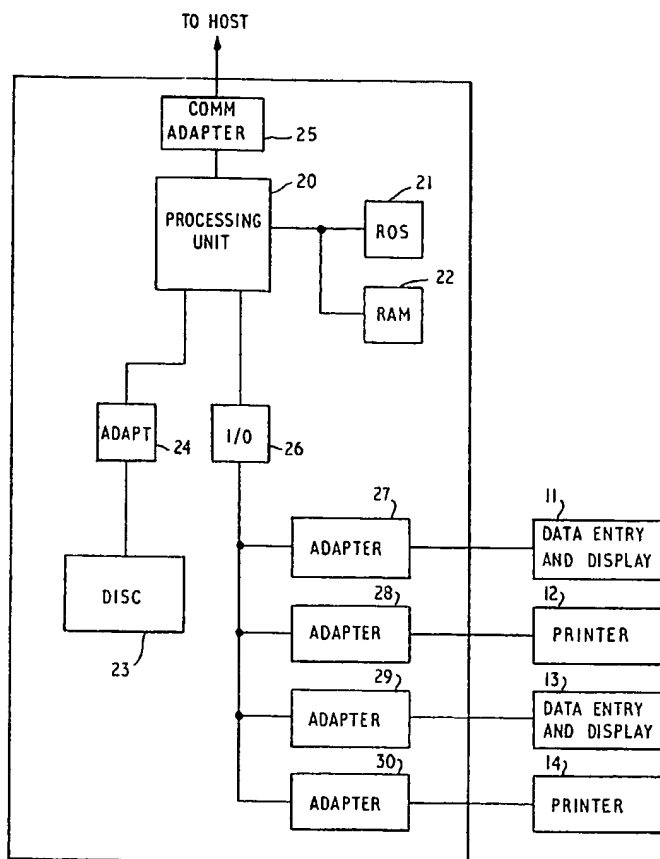 TO HOST
COMM
ADAPTER
25
20
PROCESSING
UNIT
21
ROS
22
RAM
ADAPT
24
I/O
26
DISC
23
27
ADAPTER
11
DATA ENTRY
AND DISPLAY
28
ADAPTER
12
PRINTER
29
ADAPTER
13
DATA ENTRY
AND DISPLAY
30
ADAPTER
14
PRINTER